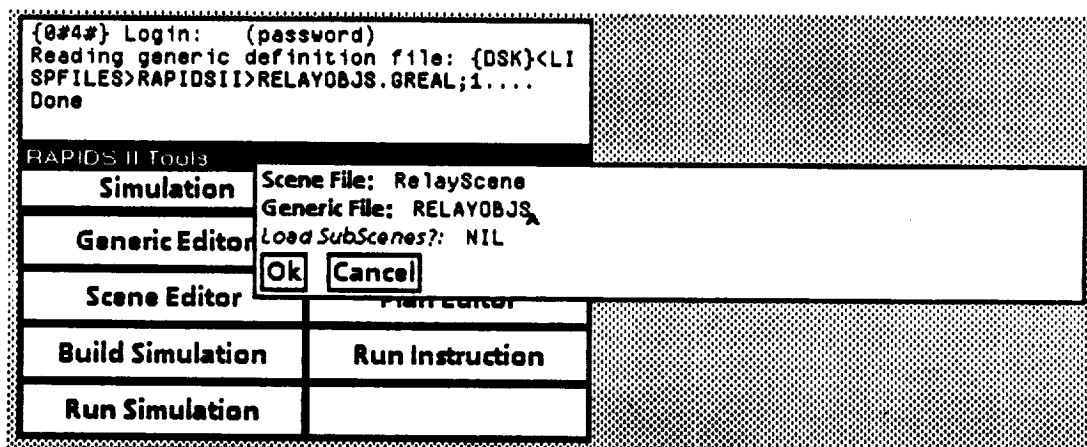 {0#4#} Login: (password)
Reading generic definition file: {DSK}<LI
SPFILES>RAPIDSII>RELAYOBJS.GREAL;1....
Done
RAPIDS II Tools
Simulation
Scene File: RelayScene
Generic File: RELAYOBJS
Generic Editor
Load SubScenes?: NIL
Ok Cancel
Scene Editor
Plan Editor
Build Simulation
Run Instruction
Run Simulation